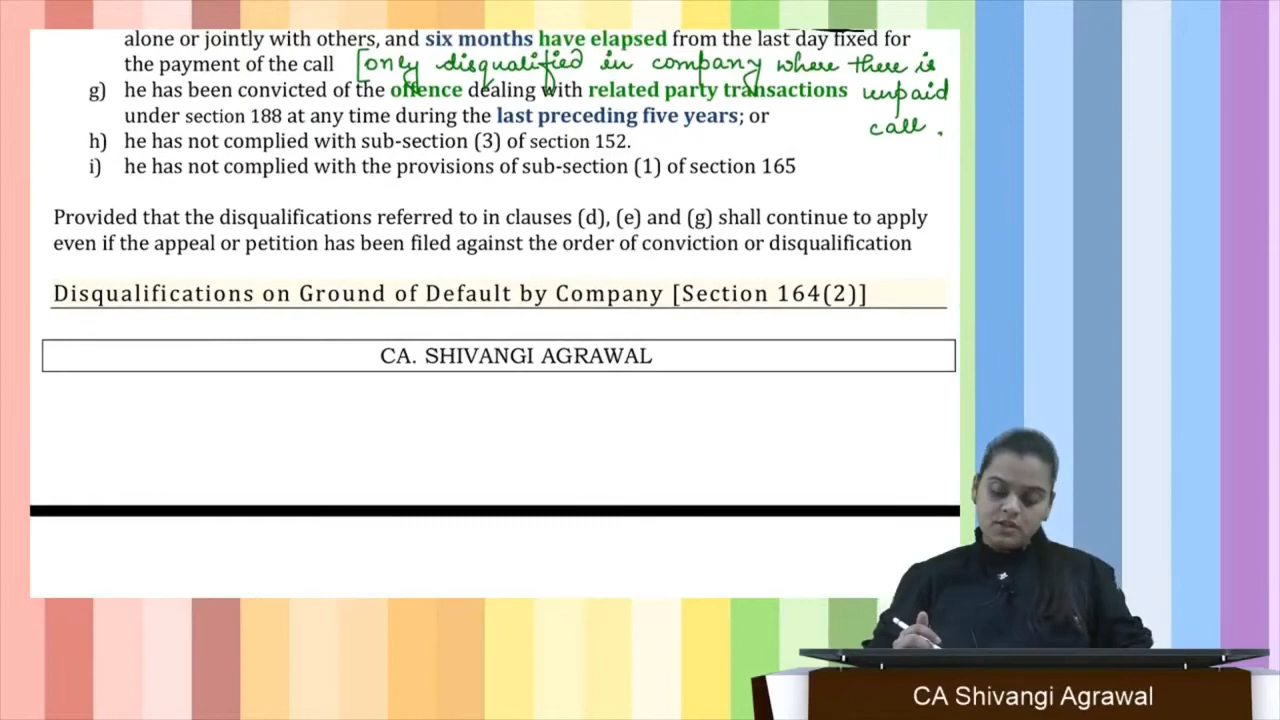 alone or jointly with others, and six months have elapsed from the last day fixed for
the payment of the call [only disqualified in company where there is
g) he has been convicted of the offence dealing with related party transactions unpaid
under section 188 at any time during the last preceding five years; or call.
h) he has not complied with sub-section (3) of section 152.
i) he has not complied with the provisions of sub-section (1) of section 165
Provided that the disqualifications referred to in clauses (d), (e) and (g) shall continue to apply
even if the appeal or petition has been filed against the order of conviction or disqualification
Disqualifications on Ground of Default by Company [Section 164(2)]
CA. SHIVANGI AGRAWAL
CA Shivangi Agrawal